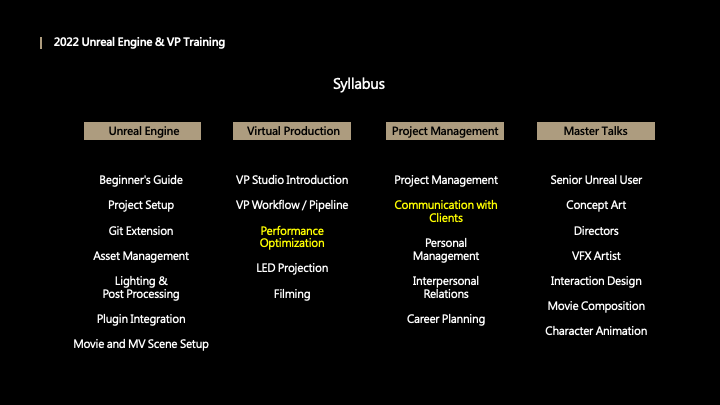 2022 Unreal Engine & VP Training
Syllabus
Unreal Engine
Beginner's Guide
Project Setup
Git Extension
Asset Management
Lighting &
Post Processing
Plugin Integration
Movie and MV Scene Setup
Virtual Production
VP Studio Introduction
VP Workflow / Pipeline
Performance
Optimization
LED Projection
Filming
Project Management
Project Management
Communication with
Clients
Personal
Management
Interpersonal
Relations
Career Planning
Master Talks
Senior Unreal User
Concept Art
Directors
VFX Artist
Interaction Design
Movie Composition
Character Animation